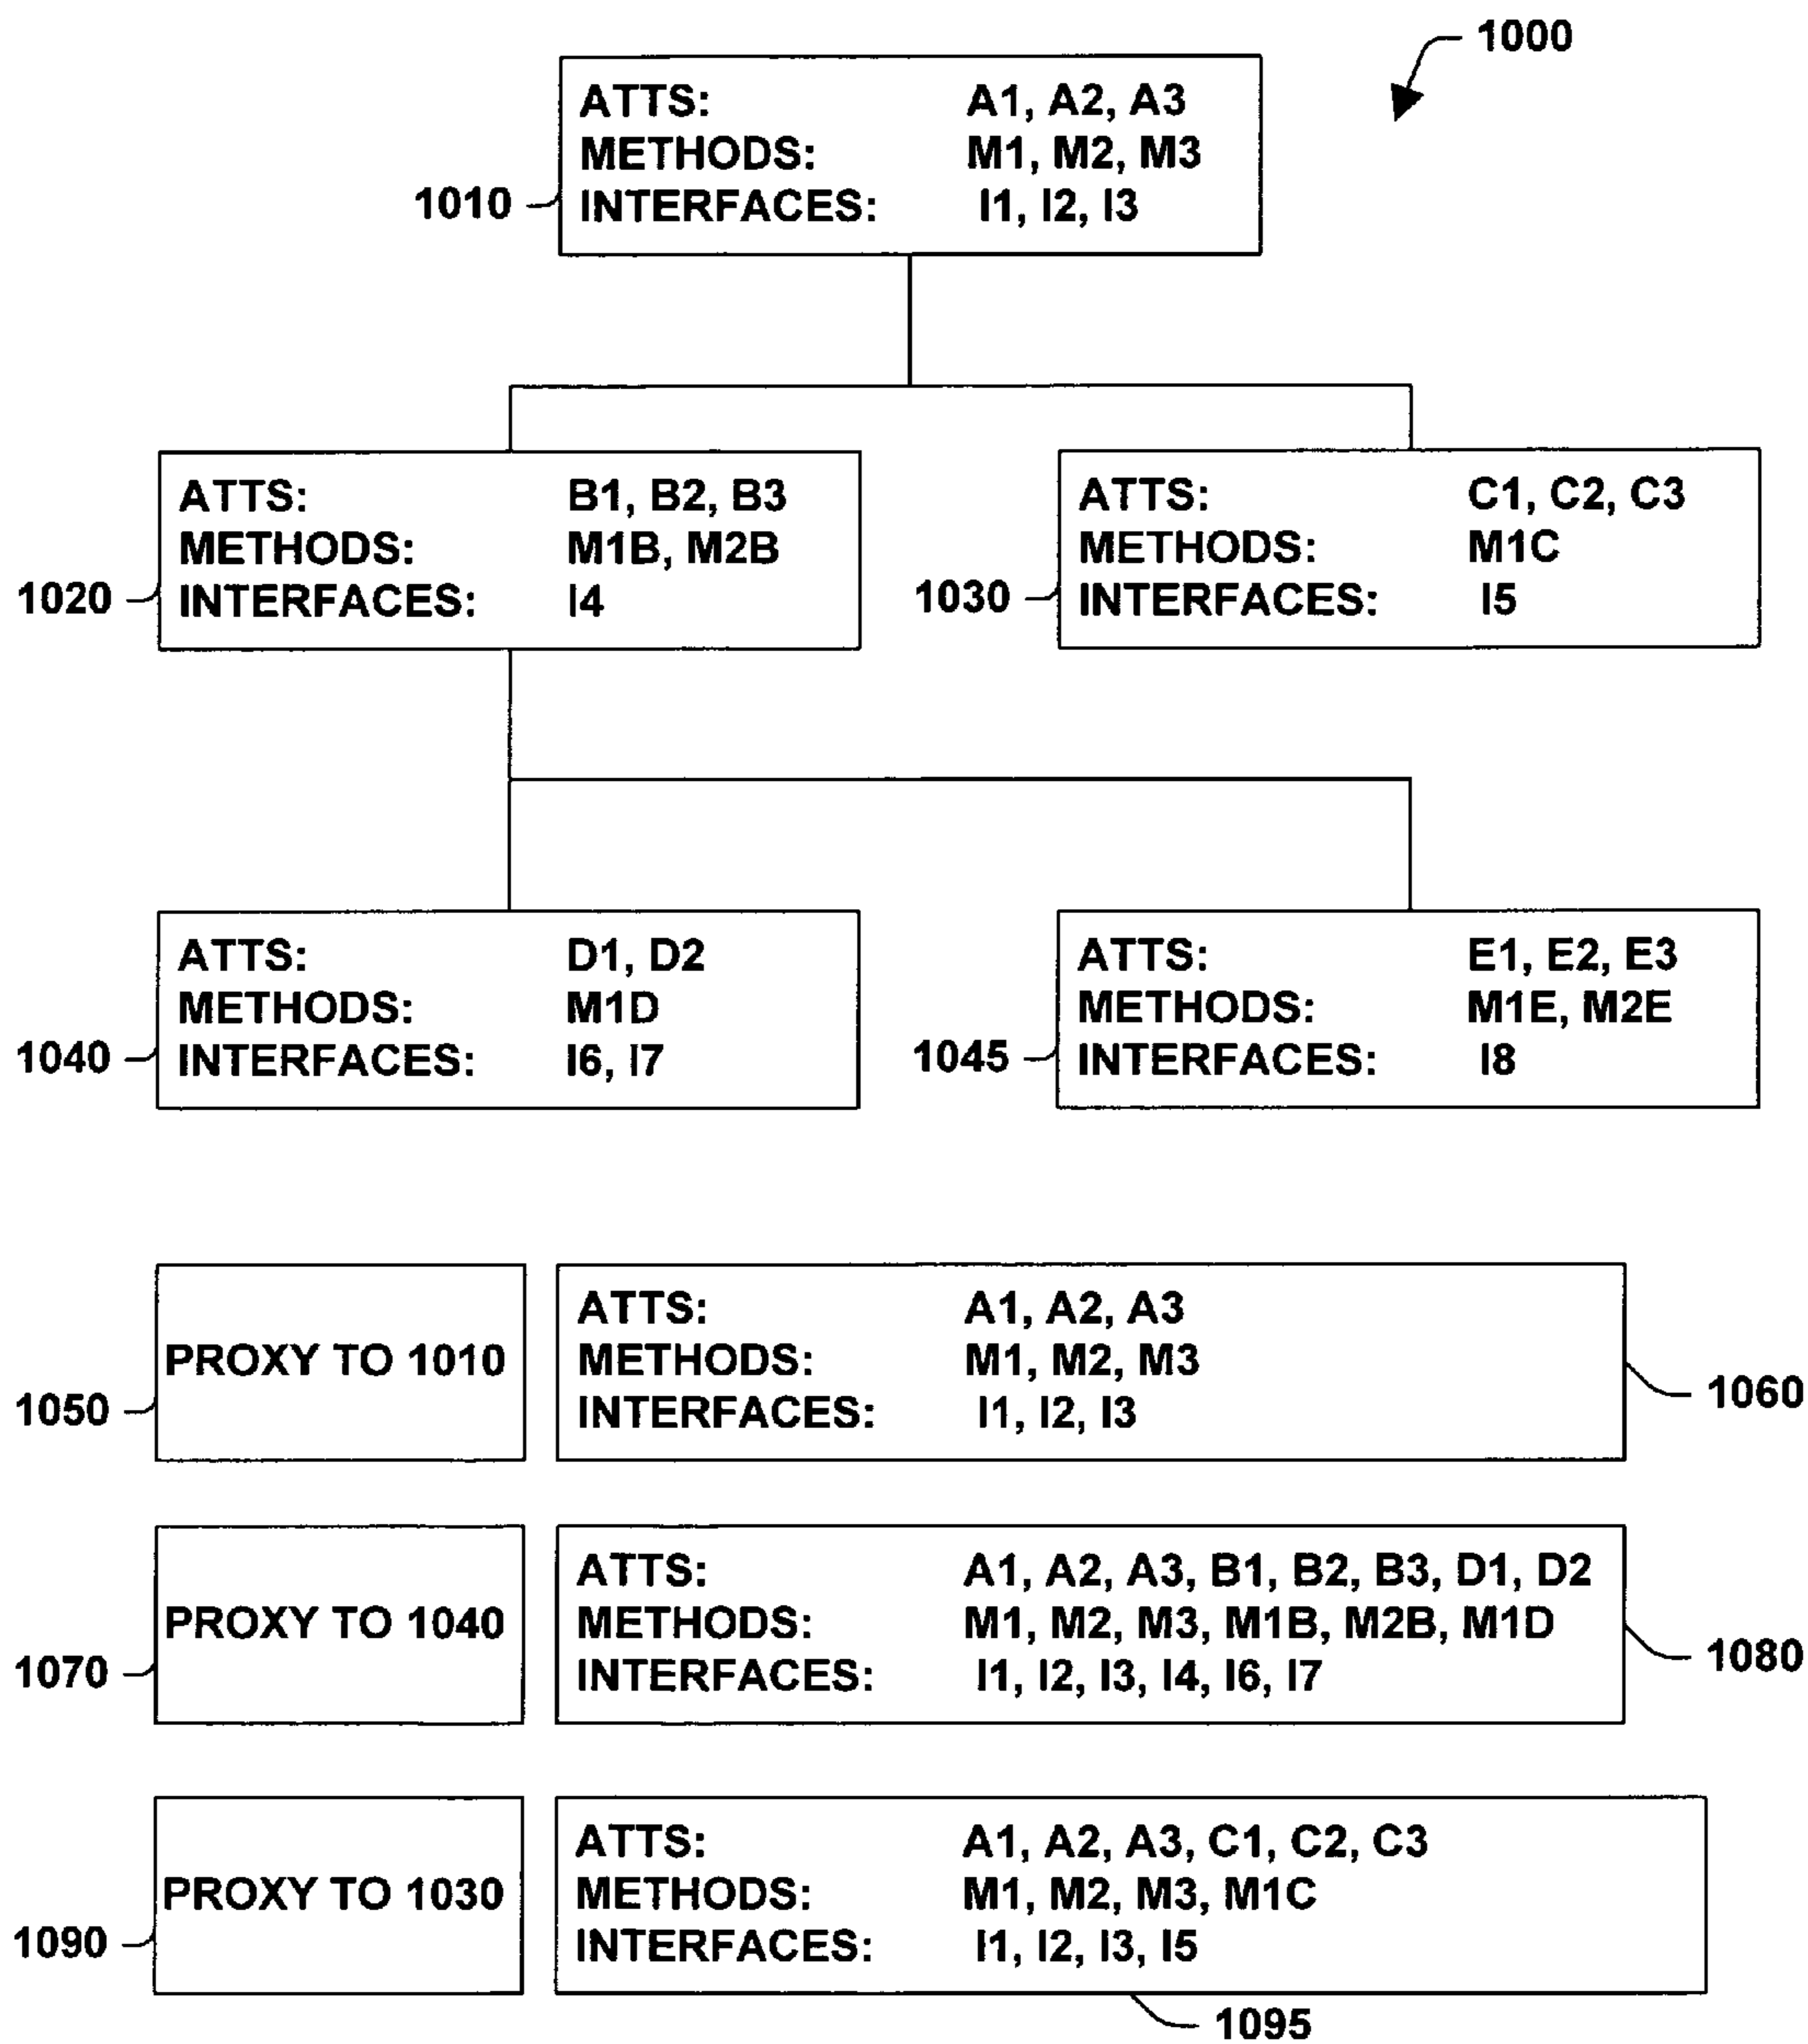 1000
ATTS: A1, A2, A3
METHODS: M1, M2, M3
1010 INTERFACES: I1, I2, I3
ATTS: B1, B2, B3
METHODS: M1B, M2B
1020 INTERFACES: I4
ATTS: C1, C2, C3
METHODS: M1C
1030 INTERFACES: I5
ATTS: D1, D2
METHODS: M1D
1040 INTERFACES: I6, I7
ATTS: E1, E2, E3
METHODS: M1E, M2E
1045 INTERFACES: I8
PROXY TO 1010
1050
ATTS: A1, A2, A3
METHODS: M1, M2, M3
INTERFACES: I1, I2, I3
1060
PROXY TO 1040
1070
ATTS: A1, A2, A3, B1, B2, B3, D1, D2
METHODS: M1, M2, M3, M1B, M2B, M1D
INTERFACES: I1, I2, I3, I4, I6, I7
1080
PROXY TO 1030
1090
ATTS: A1, A2, A3, C1, C2, C3
METHODS: M1, M2, M3, M1C
INTERFACES: I1, I2, I3, I5
1095